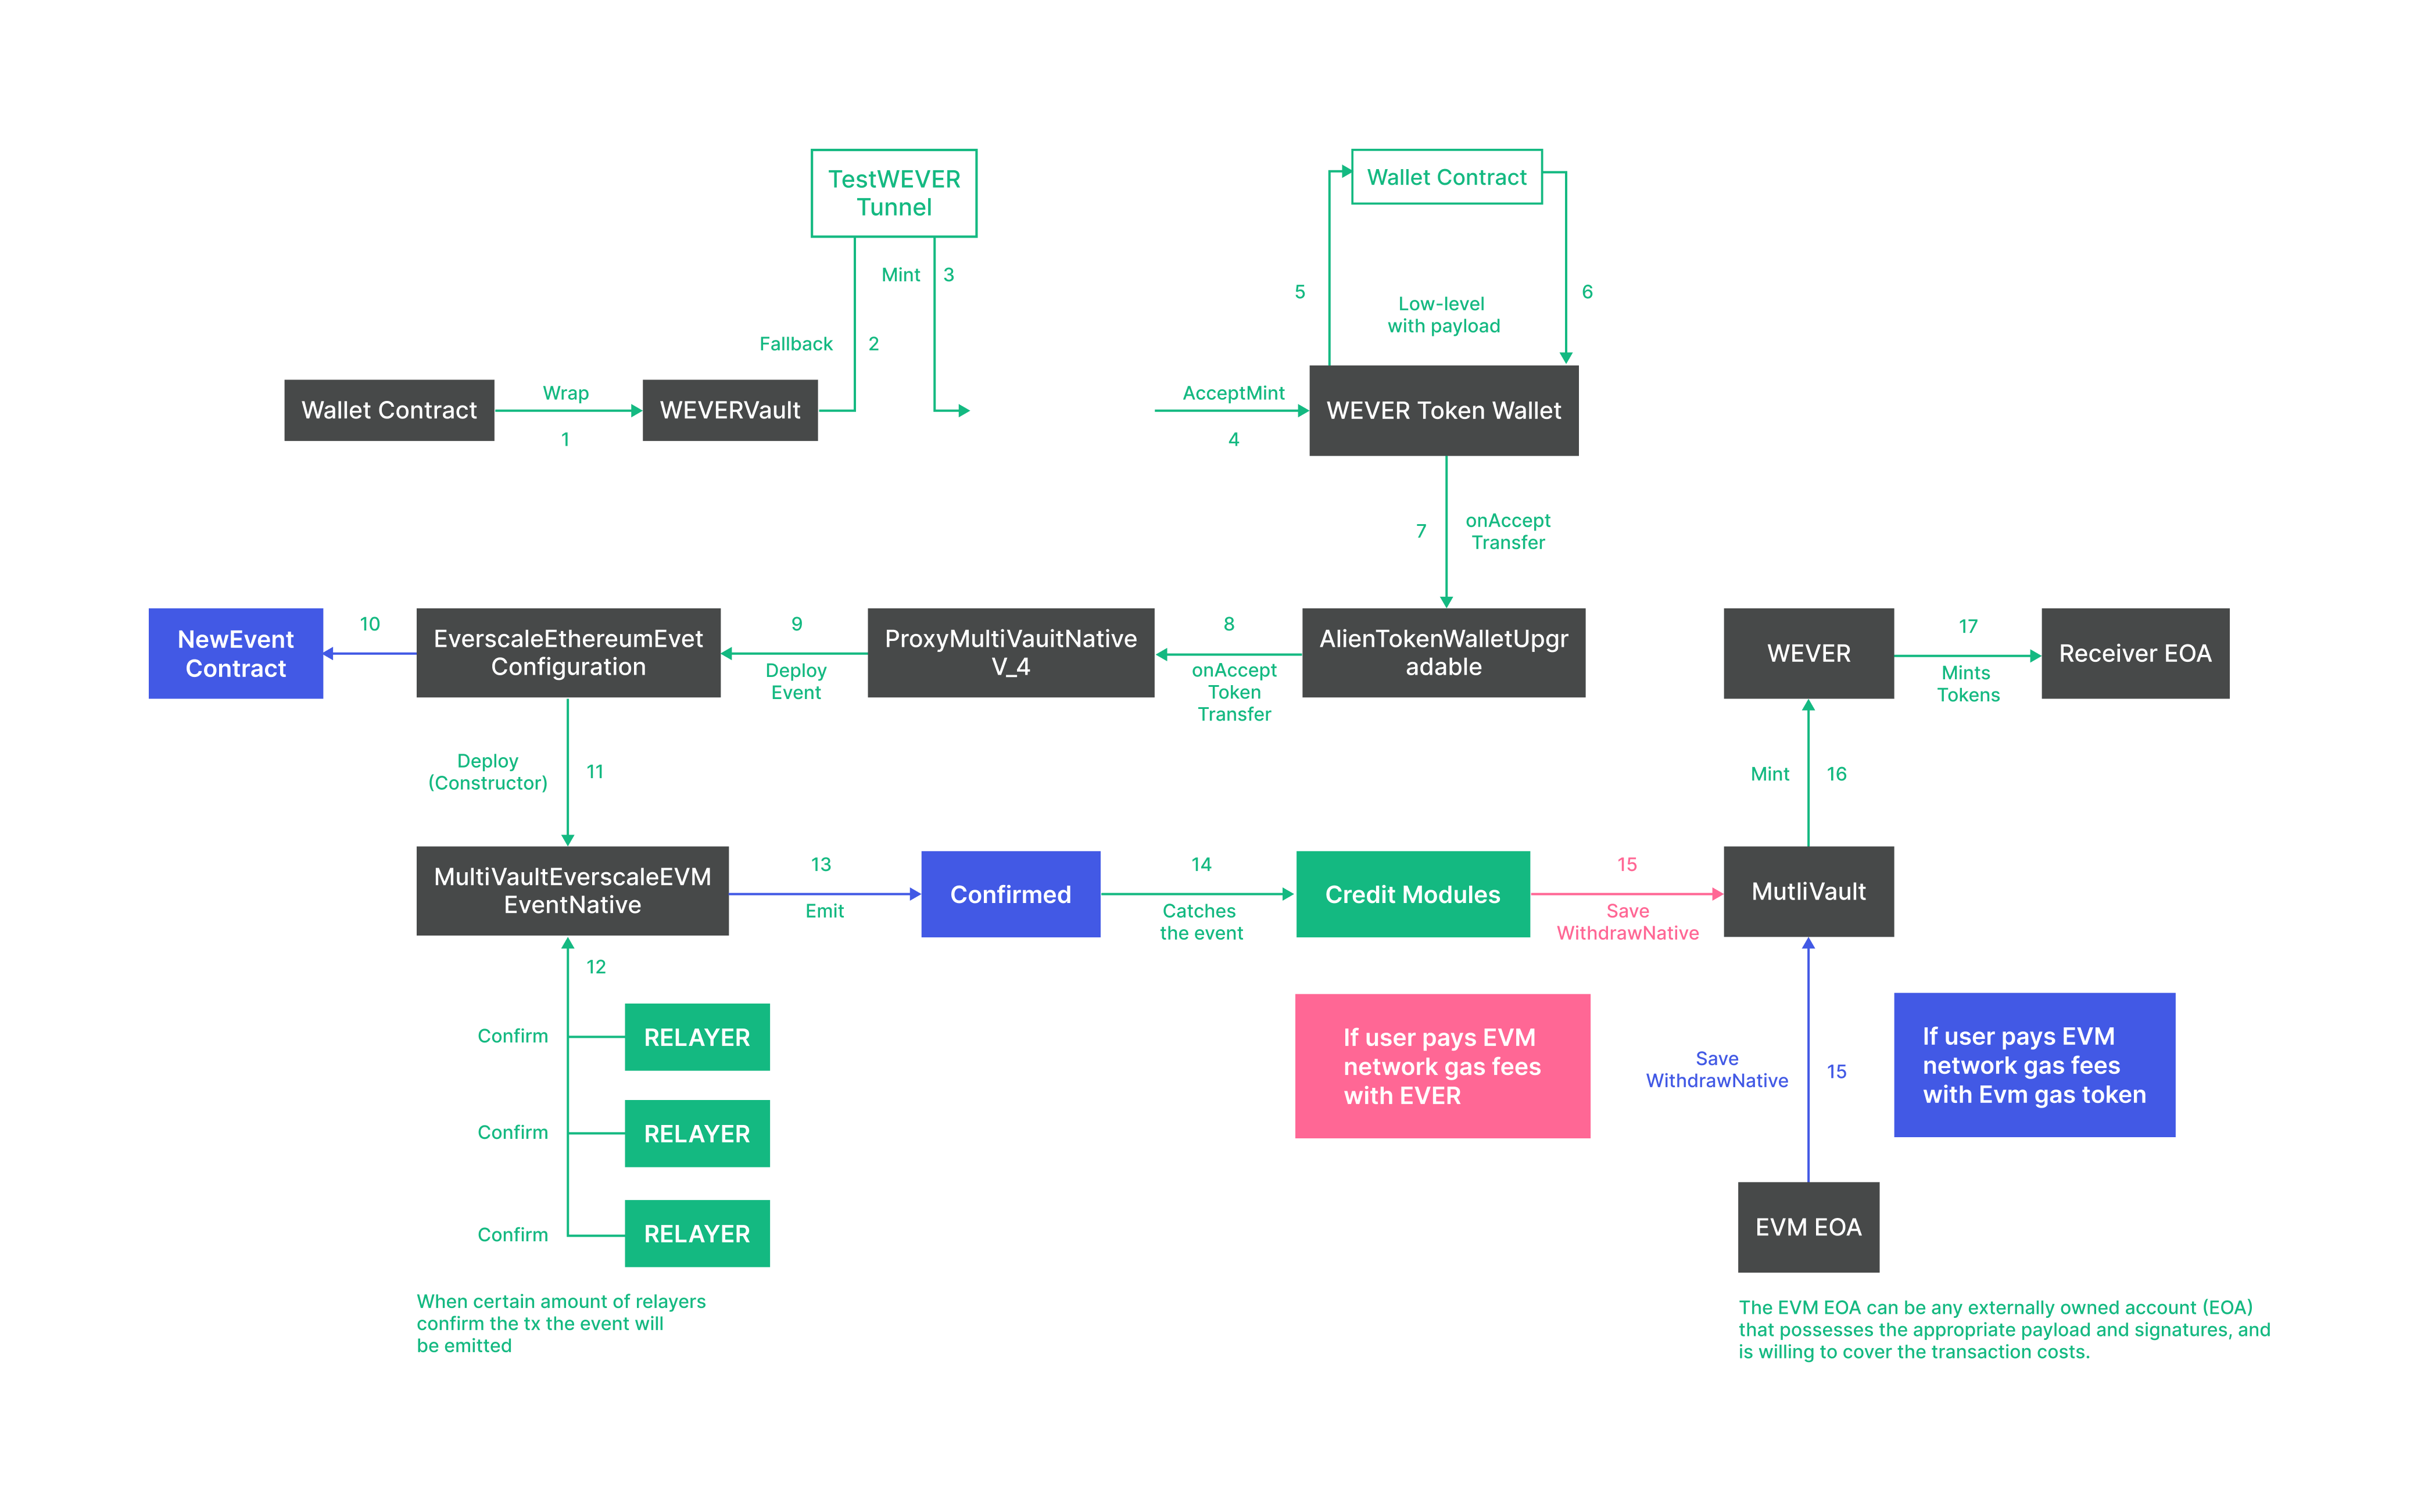 TestWEVER
Tunnel
Wallet Contract
Mint
3
5
Low-level
with payload
6
Fallback
2
Wallet Contract
Wrap
1
WEVERVault
AcceptMint
4
WEVER Token Wallet
7
onAccept
Transfer
NewEvent
Contract
10
EverscaleEthereumEvet
Configuration
9
Deploy
Event
ProxyMultiVauitNative
V_4
8
onAccept
Token
Transfer
AlienTokenWalletUpgr
adable
WEVER
17
Mints
Tokens
Receiver EOA
Deploy
(Constructor)
11
Mint
16
MultiVaultEverscaleEVM
EventNative
13
Emit
Confirmed
14
Catches
the event
Credit Modules
15
Save
WithdrawNative
MutliVault
12
Confirm
RELAYER
Confirm
RELAYER
Confirm
RELAYER
If user pays EVM
network gas fees
with EVER
Save
WithdrawNative
15
If user pays EVM
network gas fees
with Evm gas token
EVM EOA
When certain amount of relayers
confirm the tx the event will
be emitted
The EVM EOA can be any externally owned account (EOA)
that possesses the appropriate payload and signatures, and
is willing to cover the transaction costs.